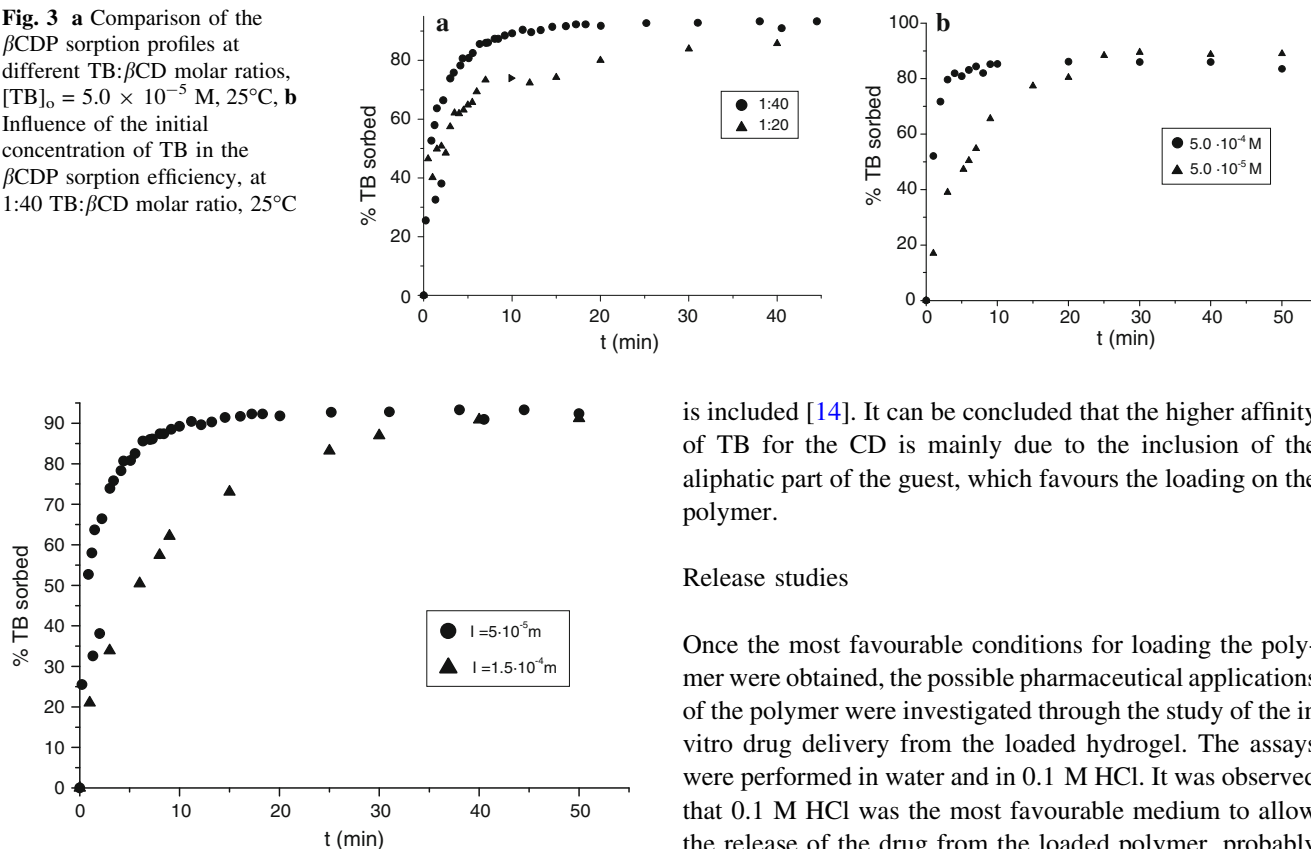 Fig. 3 a Comparison of the
βCDP sorption profiles at
different TB:βCD molar ratios,
[TB]o = 5.0 × 10−5 M, 25°C, b
Influence of the initial
concentration of TB in the
βCDP sorption efficiency, at
1:40 TB:βCD molar ratio, 25°C
a
% TB sorbed
80
60
40
20
0
1:40
1:20
0 10 20 30 40
t (min)
b
% TB sorbed
100
80
60
40
20
0
5.0 ·10-4 M
5.0 ·10-5 M
0 10 20 30 40 50
t (min)
% TB sorbed
90
80
70
60
50
40
30
20
10
0
l =5·10-5m
l =1.5·10-4m
0 10 20 30 40 50
t (min)
is included [14]. It can be concluded that the higher affinity
of TB for the CD is mainly due to the inclusion of the
aliphatic part of the guest, which favours the loading on the
polymer.
Release studies
Once the most favourable conditions for loading the poly-
mer were obtained, the possible pharmaceutical applications
of the polymer were investigated through the study of the in
vitro drug delivery from the loaded hydrogel. The assays
were performed in water and in 0.1 M HCl. It was observed
that 0.1 M HCl was the most favourable medium to allow
the release of the drug from the loaded polymer, probably